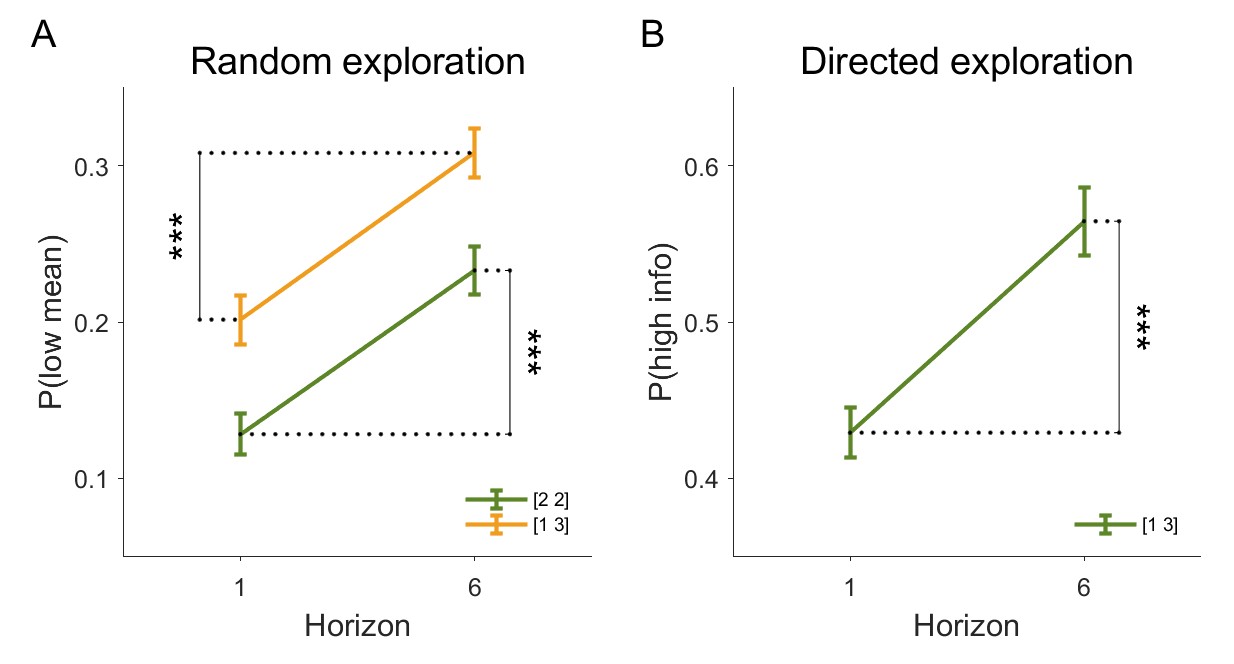 A
Random exploration
P(low mean)
0.3
0.2
0.1
***
***
[2 2]
[1 3]
1
6
Horizon
B
Directed exploration
P(high info)
0.6
0.5
0.4
***
[1 3]
1
6
Horizon